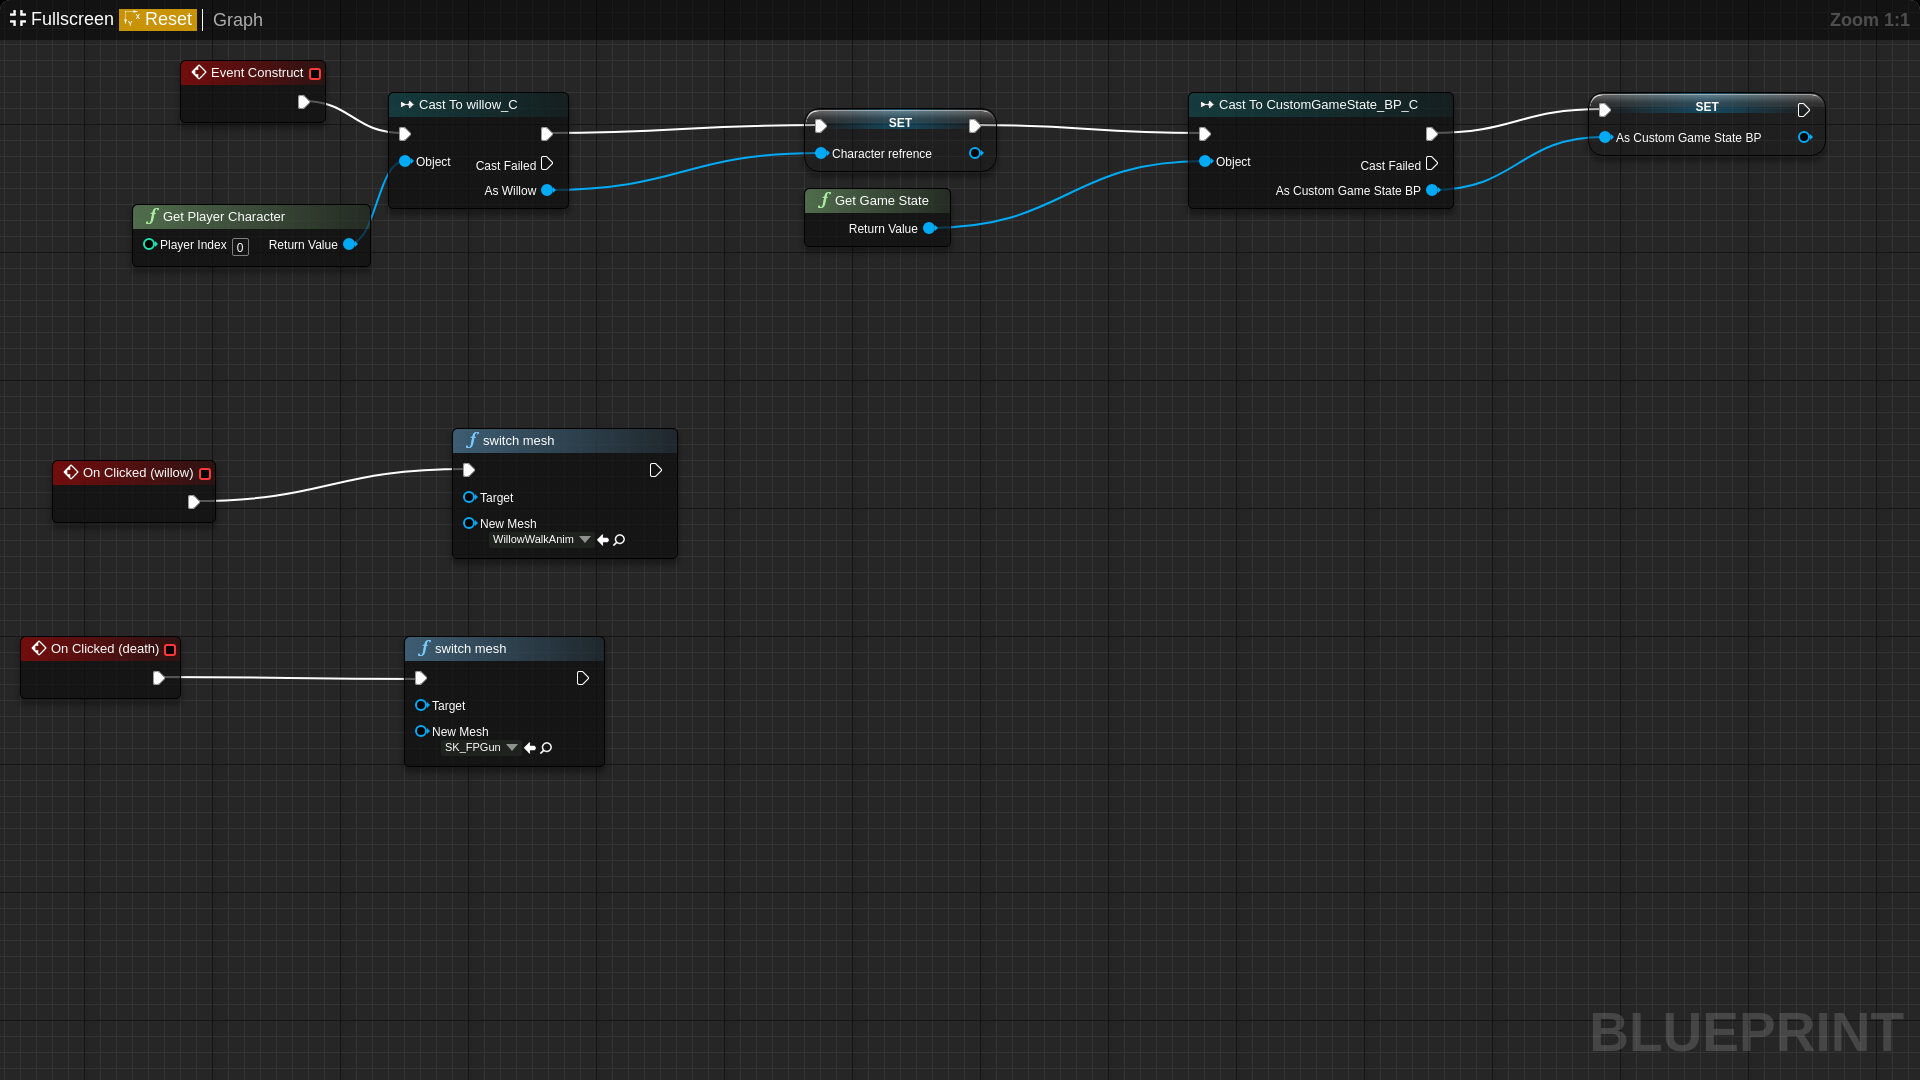 Fullscreen Reset Graph Zoom 1:1
Event Construct
Cast To willow_C
Object
Cast Failed
As Willow
Get Player Character
Player Index 0 Return Value
SET
Character refrence
Get Game State
Return Value
Cast To CustomGameState_BP_C
Object
Cast Failed
As Custom Game State BP
SET
As Custom Game State BP
On Clicked (willow)
switch mesh
Target
New Mesh
WillowWalkAnim
On Clicked (death)
switch mesh
Target
New Mesh
SK_FPGun
BLUEPRINT